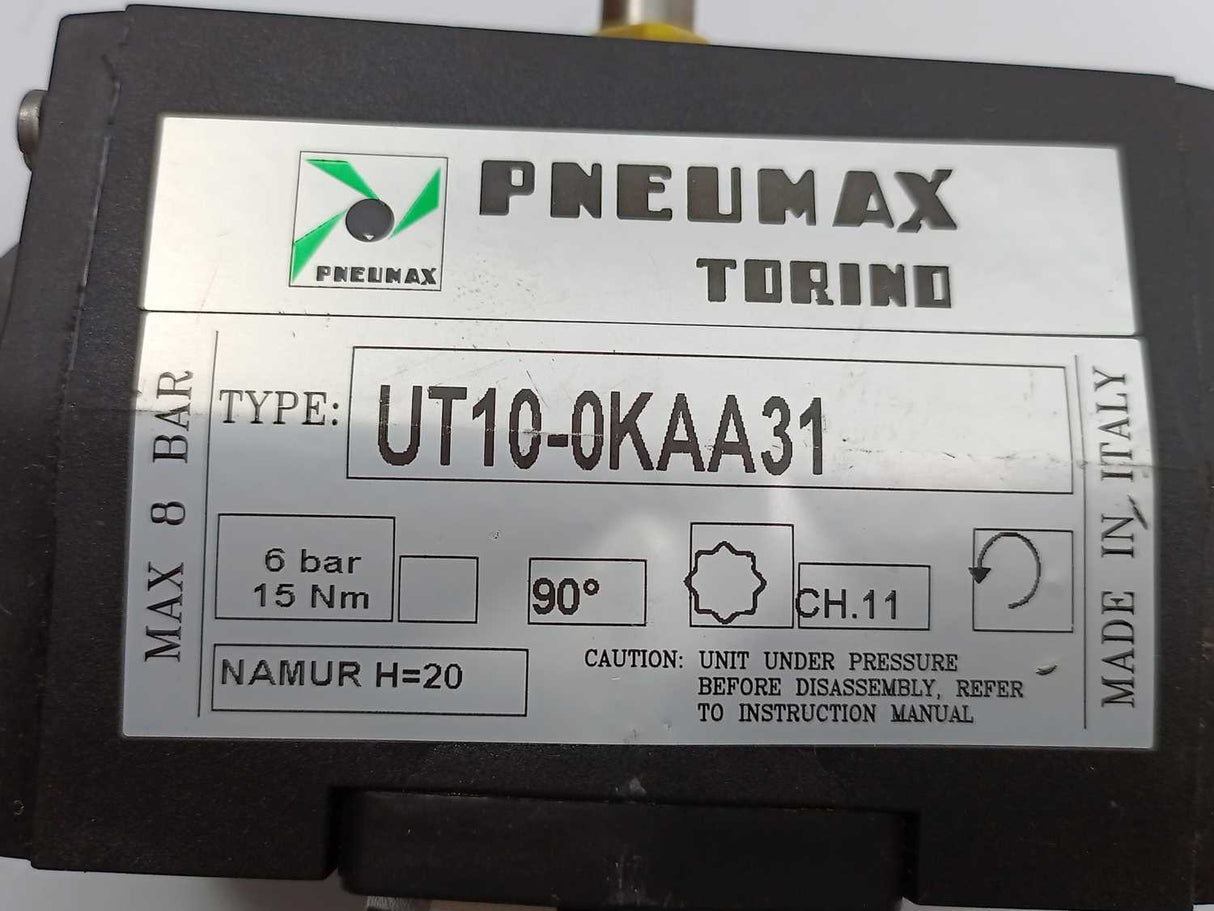 PNEUMAX
PNEUMAX
TORINO
MAX 8 BAR
TYPE: UT10-0KAA31
6 bar
15 Nm
90°
CH.11
NAMUR H=20
CAUTION: UNIT UNDER PRESSURE
BEFORE DISASSEMBLY, REFER
TO INSTRUCTION MANUAL
MADE IN ITALY